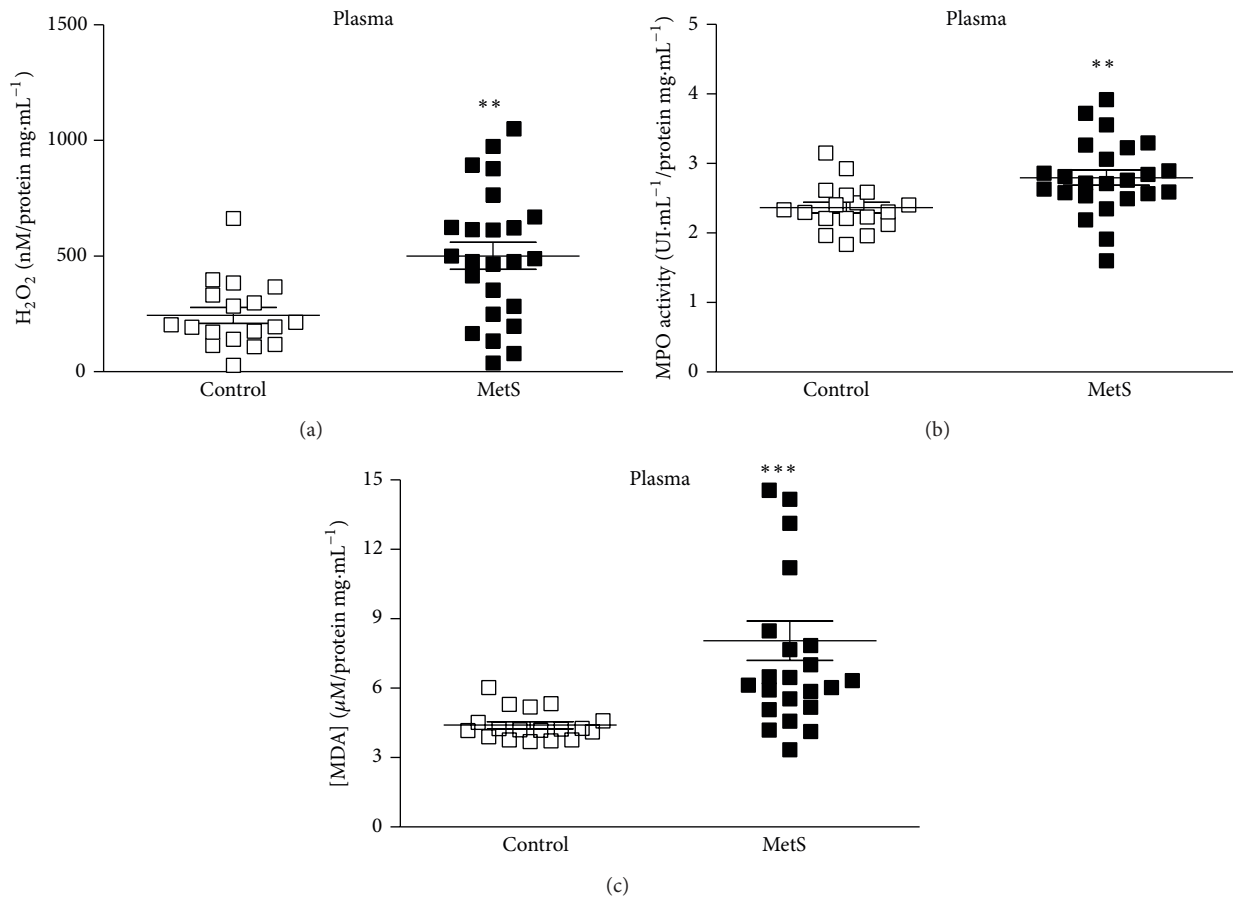 Plasma
1500
1000
500
0
H₂O₂ (nM/protein mg·mL⁻¹)
**
Control
MetS
(a)
Plasma
5
4
3
2
1
0
MPO activity (UI·mL⁻¹/protein mg·mL⁻¹)
**
Control
MetS
(b)
Plasma
15
12
9
6
3
0
[MDA] (μM/protein mg·mL⁻¹)
***
Control
MetS
(c)